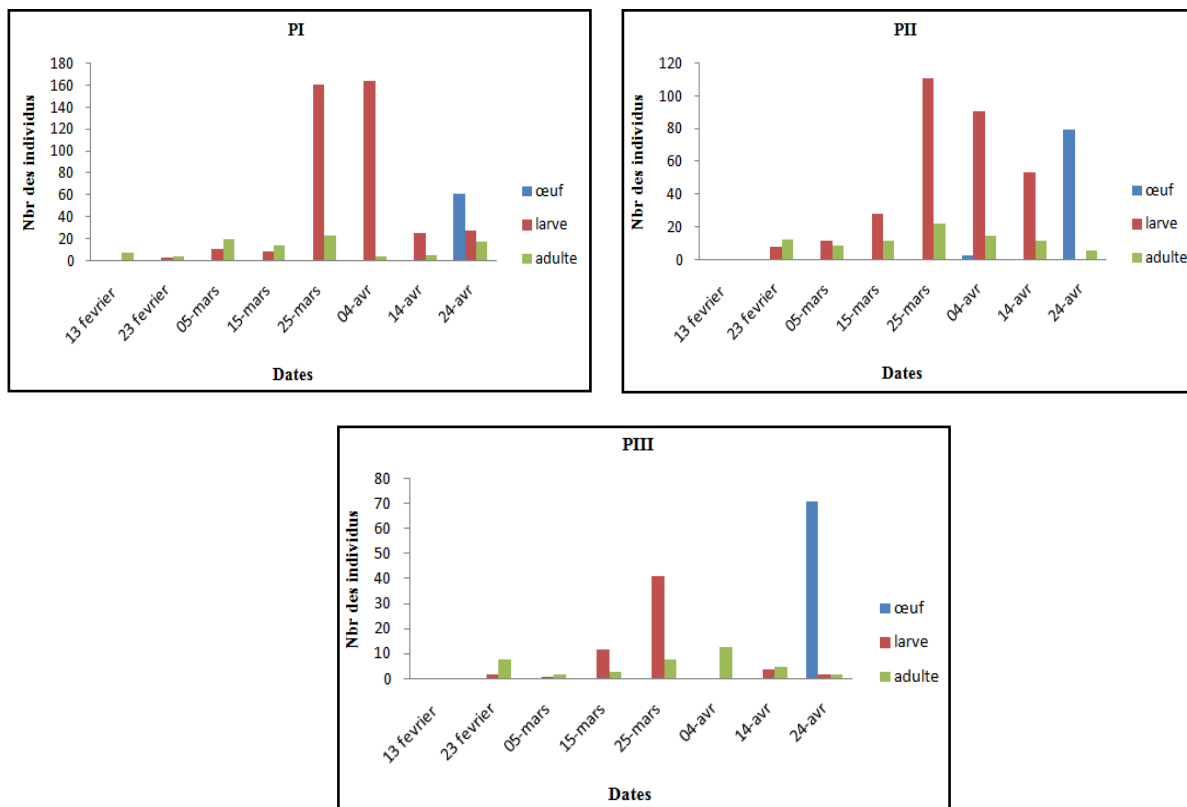 PI
Nbr des individus
180
160
140
120
100
80
60
40
20
0
13 fevrier
23 fevrier
05-mars
15-mars
25-mars
04-avr
14-avr
24-avr
Dates
œuf
larve
adulte
PII
Nbr des individus
120
100
80
60
40
20
0
13 fevrier
23 fevrier
05-mars
15-mars
25-mars
04-avr
14-avr
24-avr
Dates
œuf
larve
adulte
PIII
Nbr des individus
80
70
60
50
40
30
20
10
0
13 fevrier
23 fevrier
05-mars
15-mars
25-mars
04-avr
14-avr
24-avr
Dates
œuf
larve
adulte